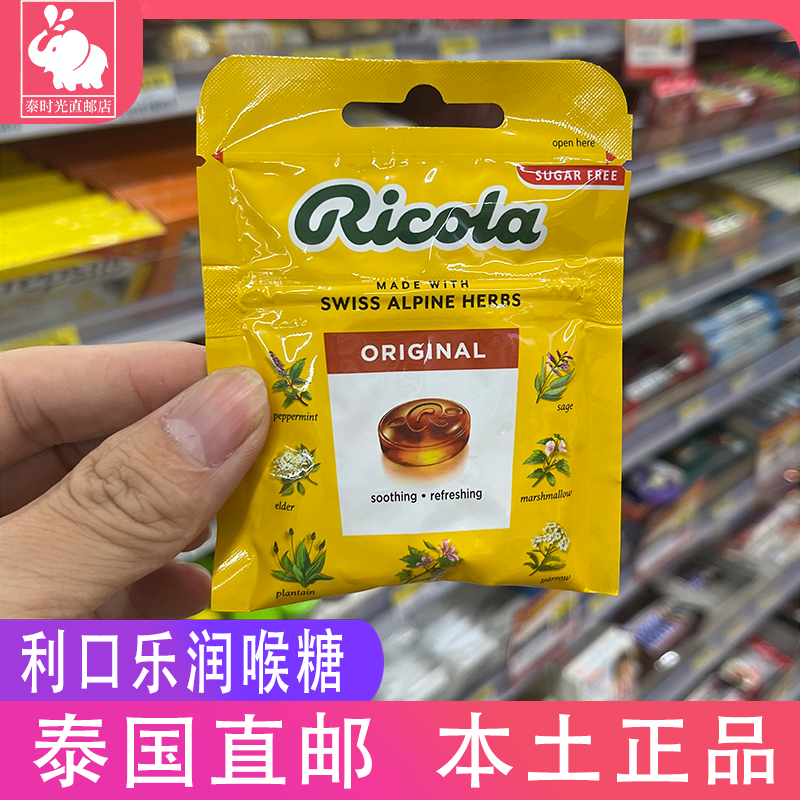 泰时光直邮店
open here
SUGAR FREE
Ricola
MADE WITH
SWISS ALPINE HERBS
ORIGINAL
peppermint
sage
elder
marshmallow
soothing • refreshing
plantain
yarrow
利口乐润喉糖
泰国直邮 本土正品